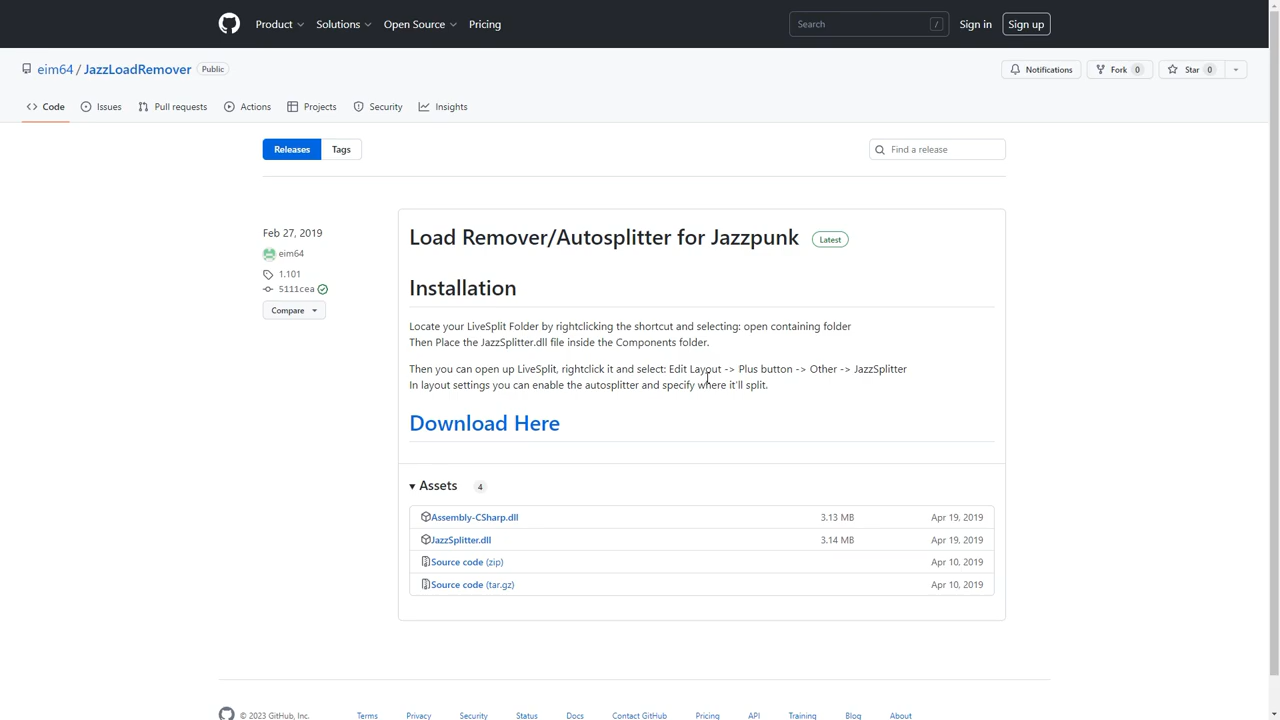 Product Solutions Open Source Pricing Search / Sign in Sign up
eim64 / JazzLoadRemover Public Notifications Fork 0 Star 0
Code Issues Pull requests Actions Projects Security Insights
Releases Tags Find a release
Feb 27, 2019
eim64
1.101
5111cea
Compare
Load Remover/Autosplitter for Jazzpunk Latest
Installation
Locate your LiveSplit Folder by rightclicking the shortcut and selecting: open containing folder
Then Place the JazzSplitter.dll file inside the Components folder.
Then you can open up LiveSplit, rightclick it and select: Edit Layout -> Plus button -> Other -> JazzSplitter
In layout settings you can enable the autosplitter and specify where it'll split.
Download Here
Assets 4
Assembly-CSharp.dll 3.13 MB Apr 19, 2019
JazzSplitter.dll 3.14 MB Apr 19, 2019
Source code (zip) Apr 10, 2019
Source code (tar.gz) Apr 10, 2019
© 2023 GitHub, Inc. Terms Privacy Security Status Docs Contact GitHub Pricing API Training Blog About